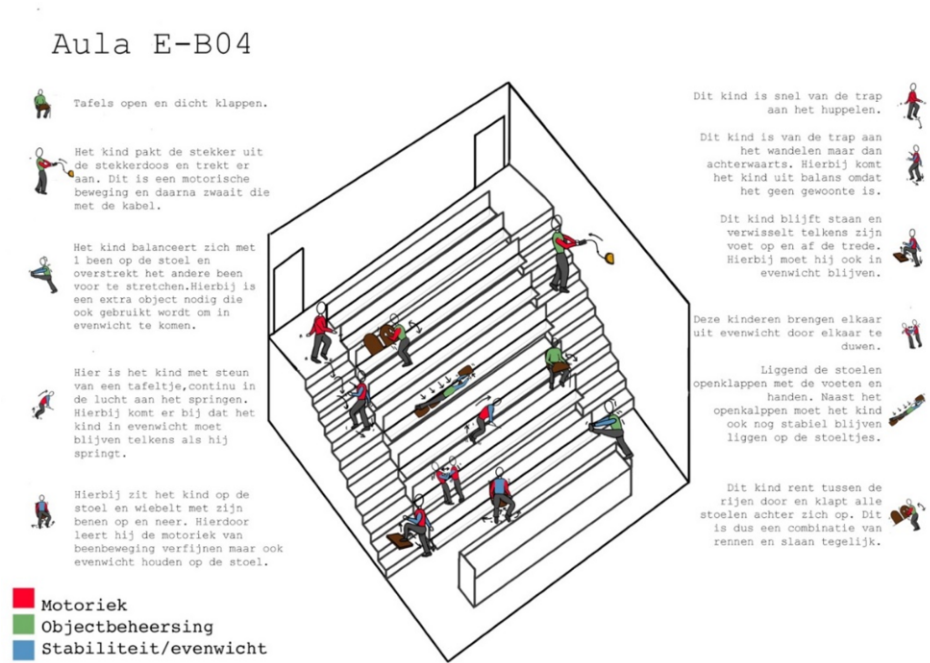 Aula E-B04
Tafels open en dicht klappen.
Het kind pakt de stekker uit
de stekkerdoos en trekt er
aan. Dit is een motorische
beweging en daarna zwaait die
met de kabel.
Het kind balanceert zich met
1 been op de stoel en
overstrekt het andere been
voor te stretchen.Hierbij is
een extra object nodig die
ook gebruikt wordt om in
evenwicht te komen.
Hier is het kind met steun
van een tafeltje,continu in
de lucht aan het springen.
Hierbij komt er bij dat het
kind in evenwicht moet
blijven telkens als hij
springt.
Hierbij zit het kind op de
stoel en wiebelt met zijn
benen op en neer. Hierdoor
leert hij de motoriek van
beenbeweging verfijnen maar ook
evenwicht houden op de stoel.
Motoriek
Objectbeheersing
Stabiliteit/evenwicht
Dit kind is snel van de trap
aan het huppelen.
Dit kind is van de trap aan
het wandelen maar dan
achterwaarts. Hierbij komt
het kind uit balans omdat
het geen gewoonte is.
Dit kind blijft staan en
verwisselt telkens zijn
voet op en af de trede.
Hierbij moet hij ook in
evenwicht blijven.
Deze kinderen brengen elkaar
uit evenwicht door elkaar te
duwen.
Liggend de stoelen
openklappen met de voeten en
handen. Naast het
openkalppen moet het kind
ook nog stabiel blijven
liggen op de stoeltjes.
Dit kind rent tussen de
rijen door en klapt alle
stoelen achter zich op. Dit
is dus een combinatie van
rennen en slaan tegelijk.